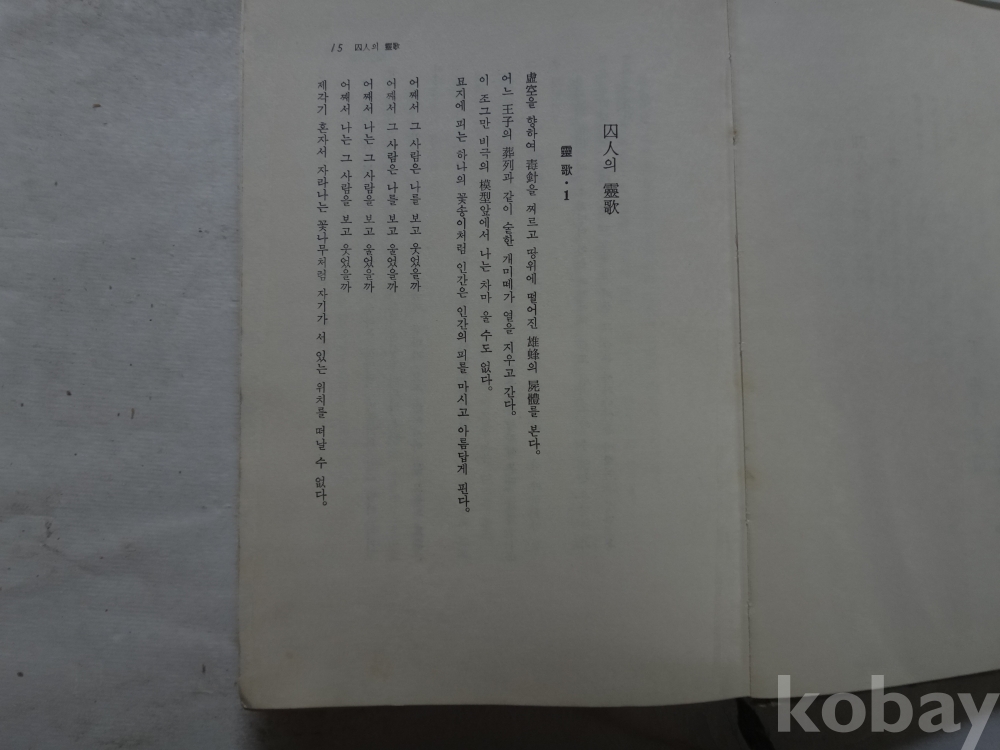 15 囚人의 靈歌
囚人의 靈歌
靈歌·1
虛空을 향하여 毒針을 찌르고 땅위에 떨어진 雄蜂의 屍體를 본다。
어느 王子의 葬列과 같이 숱한 개미떼가 열을 지우고 간다。
이 조그만 비극의 模型앞에서 나는 차마 울 수도 없다。
묘지에 피는 하나의 꽃송이처럼 인간은 인간의 피를 마시고 아름답게 핀다。
어째서 그 사람은 나를 보고 웃었을까
어째서 그 사람은 나를 보고 울었을까
어째서 나는 그 사람을 보고 울었을까
어째서 나는 그 사람을 보고 웃었을까
제각기 혼자서 자라나는 꽃나무처럼 자기가 서 있는 위치를 떠날 수 없다。
kobay